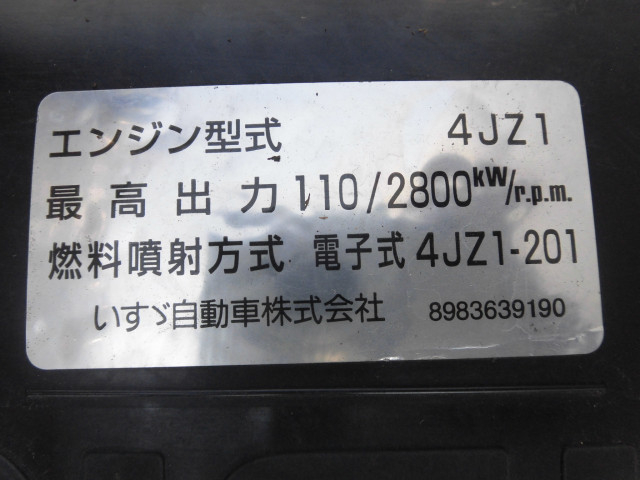 エンジン型式 4JZ1
最高出力 110/2800kW/r.p.m.
燃料噴射方式 電子式 4JZ1-201
いすゞ自動車株式会社 8983639190